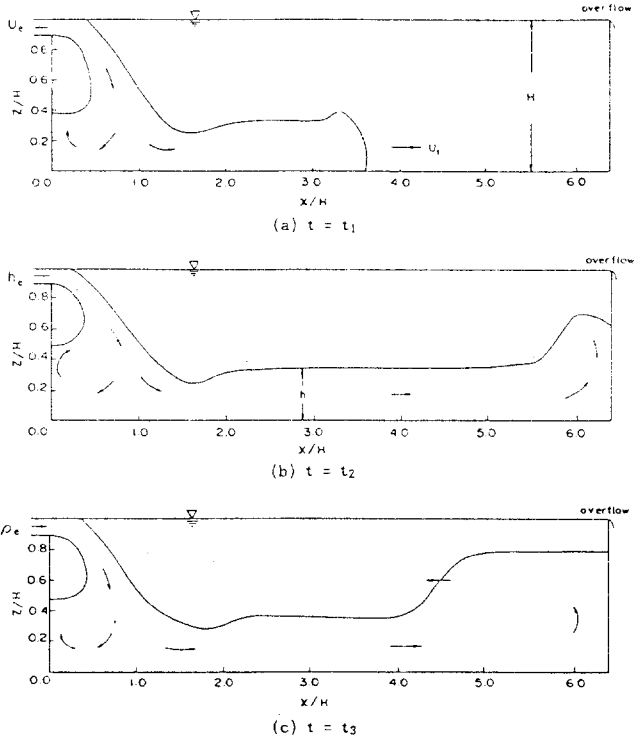 overflow
Ue
0.8
0.6
0.4
0.2
Z/H
H
U₁
0.0 1.0 2.0 3.0 4.0 5.0 6.0
X/H
(a) t = t₁
overflow
he
0.8
0.6
0.4
0.2
Z/H
h
0.0 1.0 2.0 3.0 4.0 5.0 6.0
X/H
(b) t = t₂
overflow
ρe
0.8
0.6
0.4
0.2
Z/H
0.0 1.0 2.0 3.0 4.0 5.0 6.0
X/H
(c) t = t₃